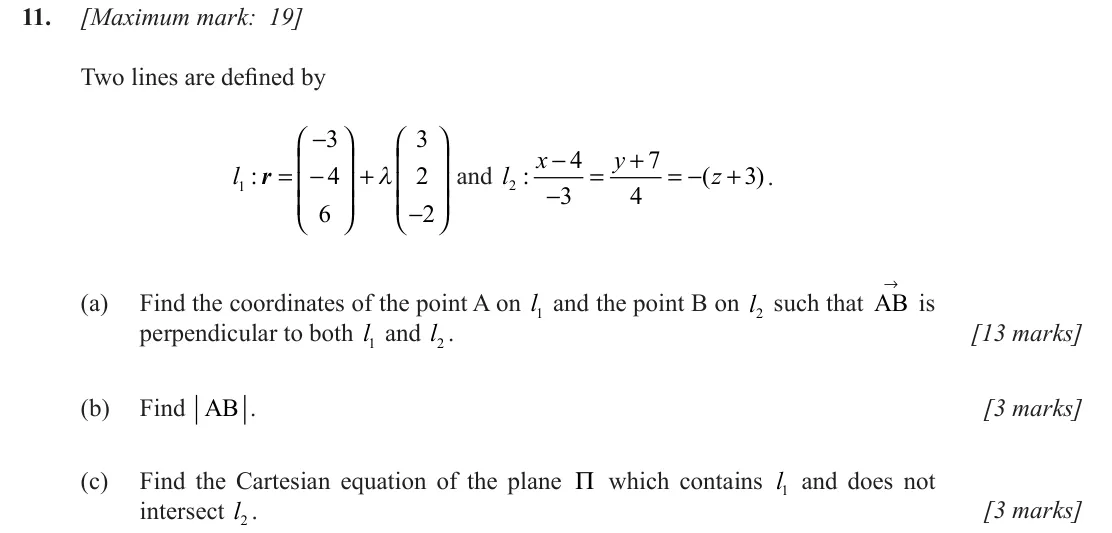 11. [Maximum mark: 19]
Two lines are defined by
l₁ : r = (−3, −4, 6) + λ (3, 2, −2) and l₂ : (x − 4)/−3 = (y + 7)/4 = −(z + 3).
(a) Find the coordinates of the point A on l₁ and the point B on l₂ such that A⃗B⃗ is
perpendicular to both l₁ and l₂. [13 marks]
(b) Find |AB|. [3 marks]
(c) Find the Cartesian equation of the plane Π which contains l₁ and does not
intersect l₂. [3 marks]